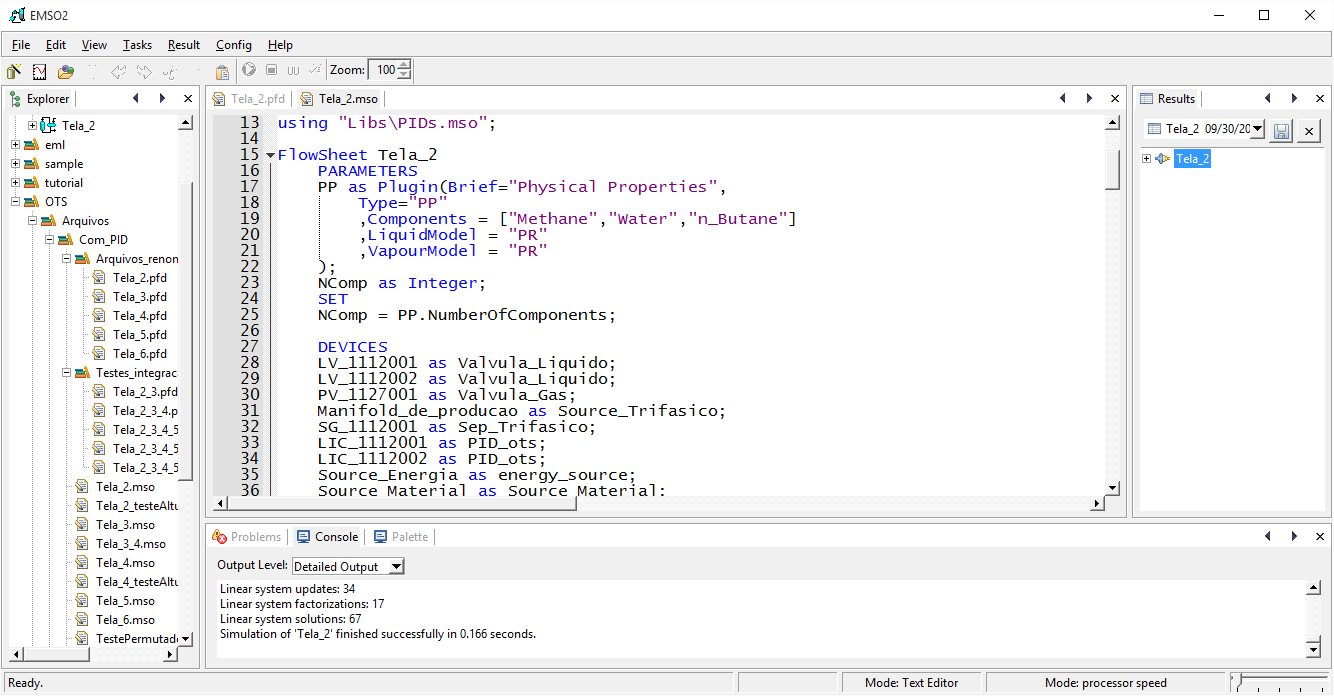 EMSO2
File Edit View Tasks Result Config Help
Zoom: 100
Explorer
Tela_2
eml
sample
tutorial
OTS
Arquivos
Com_PID
Arquivos_renon
Tela_2.pfd
Tela_3.pfd
Tela_4.pfd
Tela_5.pfd
Tela_6.pfd
Testes_integrac
Tela_2_3.pfd
Tela_2_3_4.p
Tela_2_3_4_5
Tela_2_3_4_5
Tela_2_3_4_5
Tela_2.mso
Tela_2_testeAltu
Tela_3.mso
Tela_3_4.mso
Tela_4.mso
Tela_4_testeAltu
Tela_5.mso
Tela_6.mso
TestePermutad
Tela_2.pfd Tela_2.mso
13 using "Libs\PIDs.mso";
14
15 FlowSheet Tela_2
16 PARAMETERS
17 PP as Plugin(Brief="Physical Properties",
18 Type="PP"
19 ,Components = ["Methane","Water","n_Butane"]
20 ,LiquidModel = "PR"
21 ,VapourModel = "PR"
22 );
23 NComp as Integer;
24 SET
25 NComp = PP.NumberOfComponents;
26
27 DEVICES
28 LV_1112001 as Valvula_Liquido;
29 LV_1112002 as Valvula_Liquido;
30 PV_1127001 as Valvula_Gas;
31 Manifold_de_producao as Source_Trifasico;
32 SG_1112001 as Sep_Trifasico;
33 LIC_1112001 as PID_ots;
34 LIC_1112002 as PID_ots;
35 Source_Energia as energy_source;
36 Source_Material as Source_Material;
Results
Tela_2 09/30/20
Tela_2
Problems Console Palette
Output Level: Detailed Output
Linear system updates: 34
Linear system factorizations: 17
Linear system solutions: 67
Simulation of 'Tela_2' finished successfully in 0.166 seconds.
Ready. Mode: Text Editor Mode: processor speed